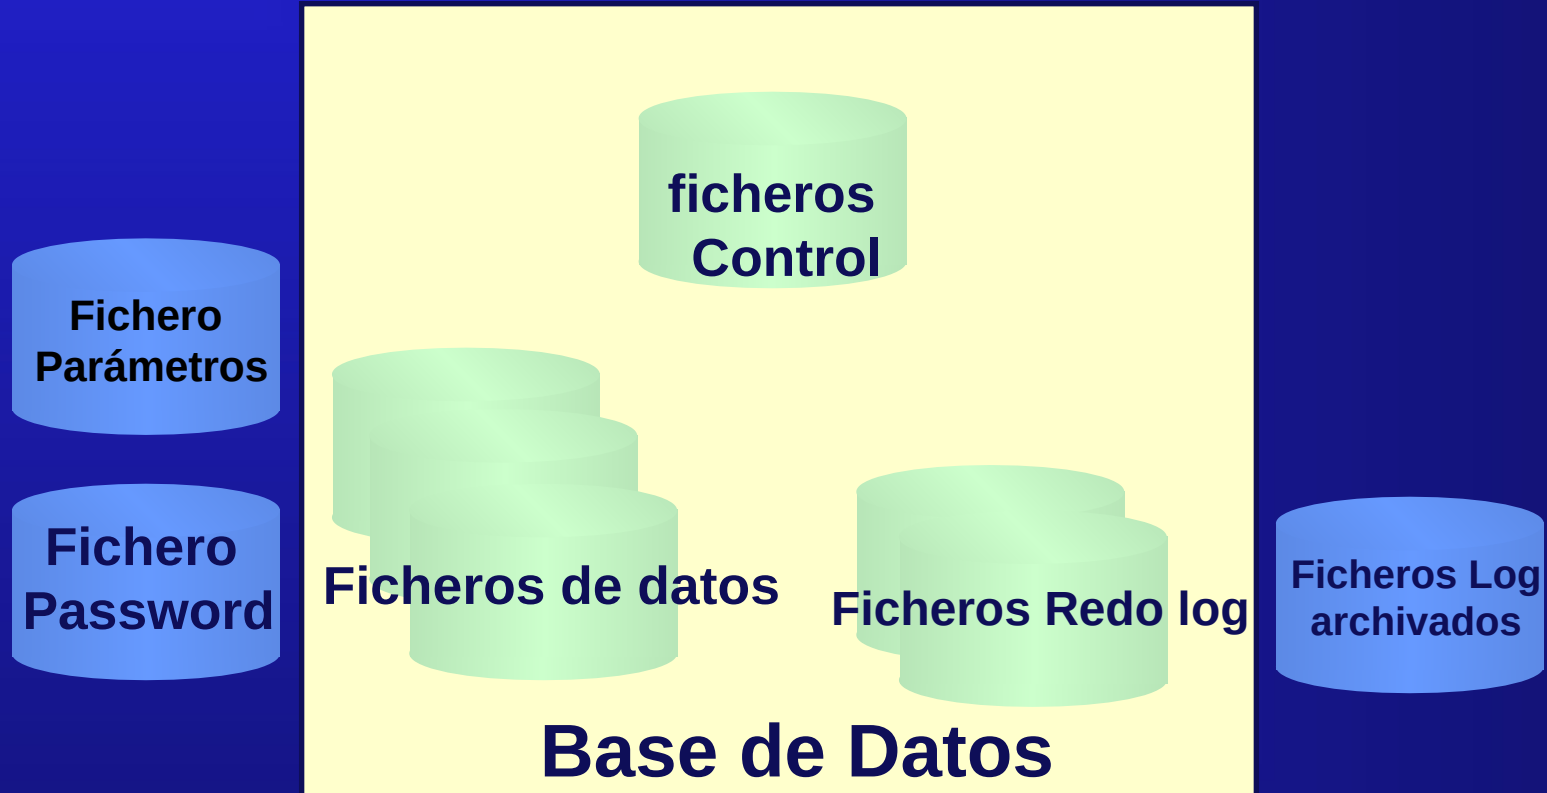 ficheros
Control
Fichero
Parámetros
Fichero
Password
Ficheros de datos
Ficheros Redo log
Ficheros Log
archivados
Base de Datos